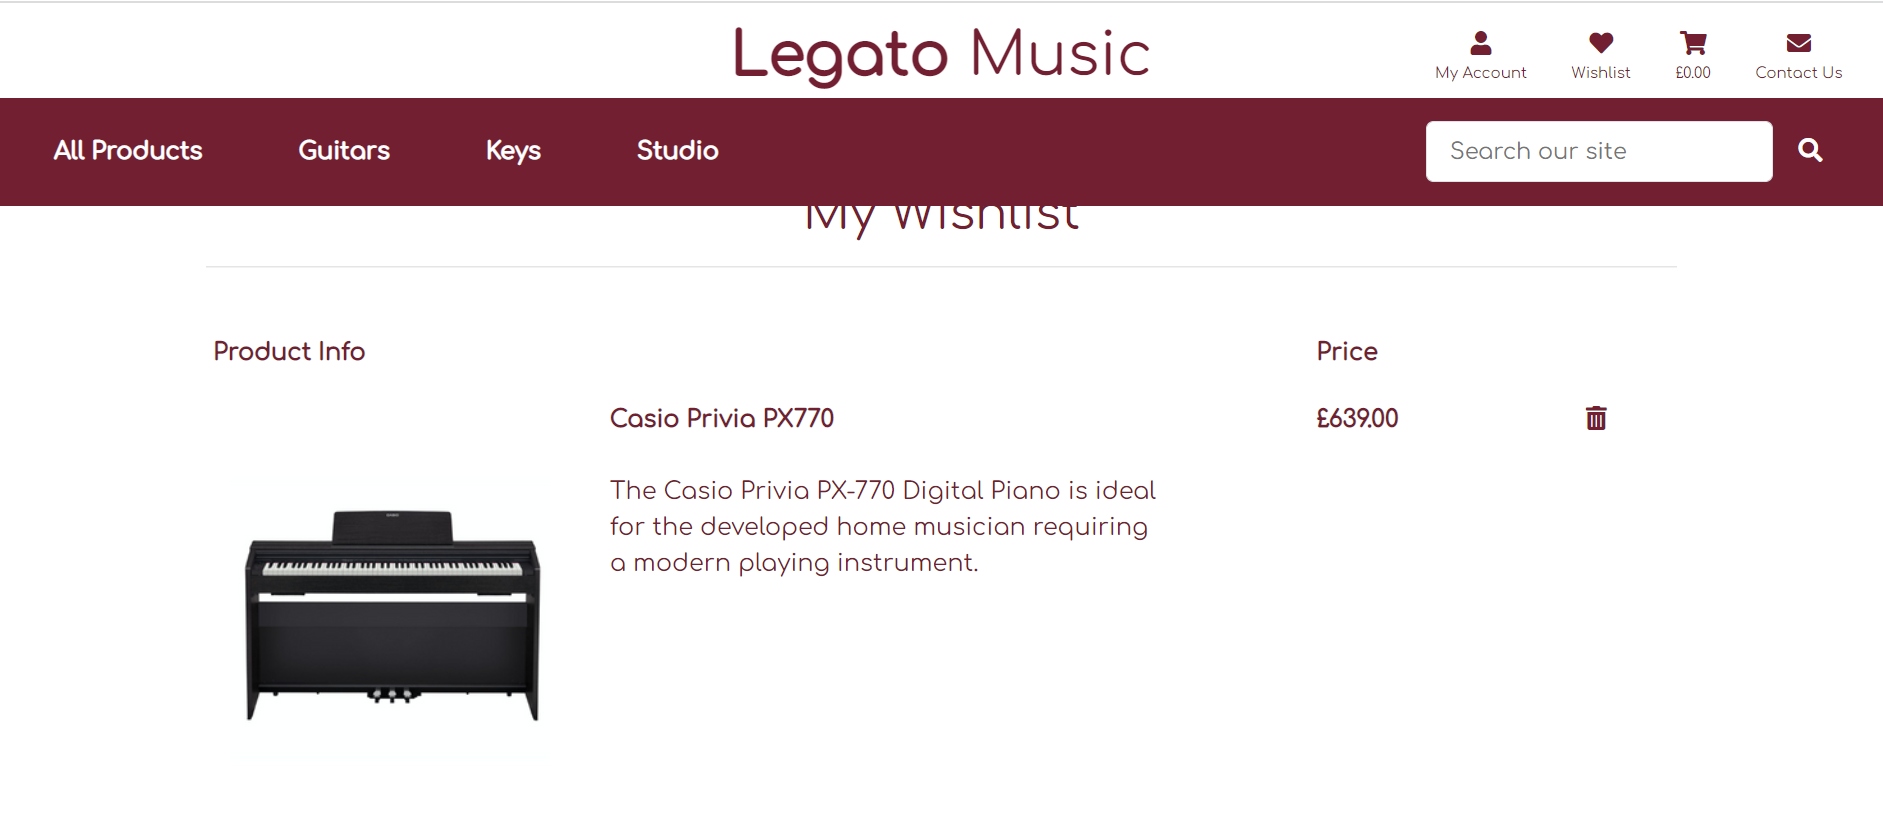 Legato Music
My Account
Wishlist
£0.00
Contact Us
All Products
Guitars
Keys
Studio
Search our site
My Wishlist
Product Info
Price
Casio Privia PX770
£639.00
The Casio Privia PX-770 Digital Piano is ideal
for the developed home musician requiring
a modern playing instrument.